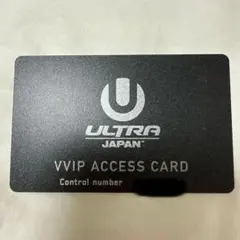 ULTRA
JAPAN
VVIP ACCESS CARD
Control number